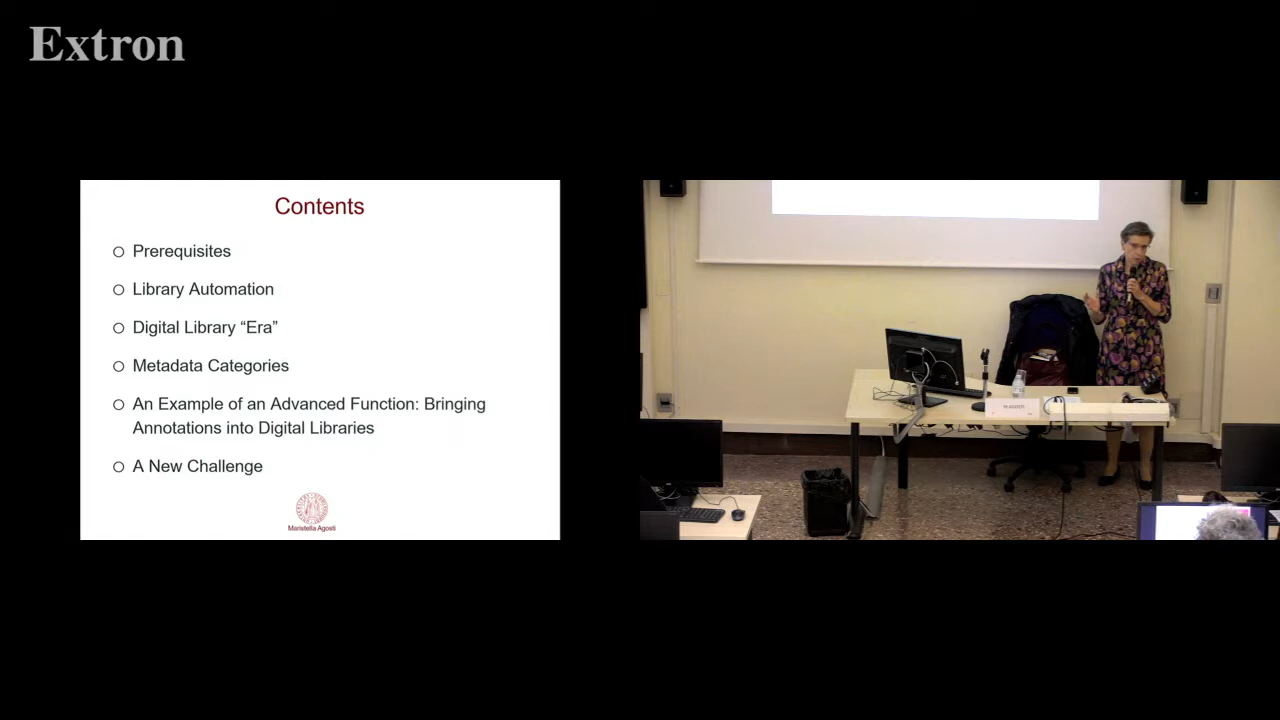 Extron
Contents
Prerequisites
Library Automation
Digital Library “Era”
Metadata Categories
An Example of an Advanced Function: Bringing
Annotations into Digital Libraries
A New Challenge
Maristella Agosti
M. AGOSTI